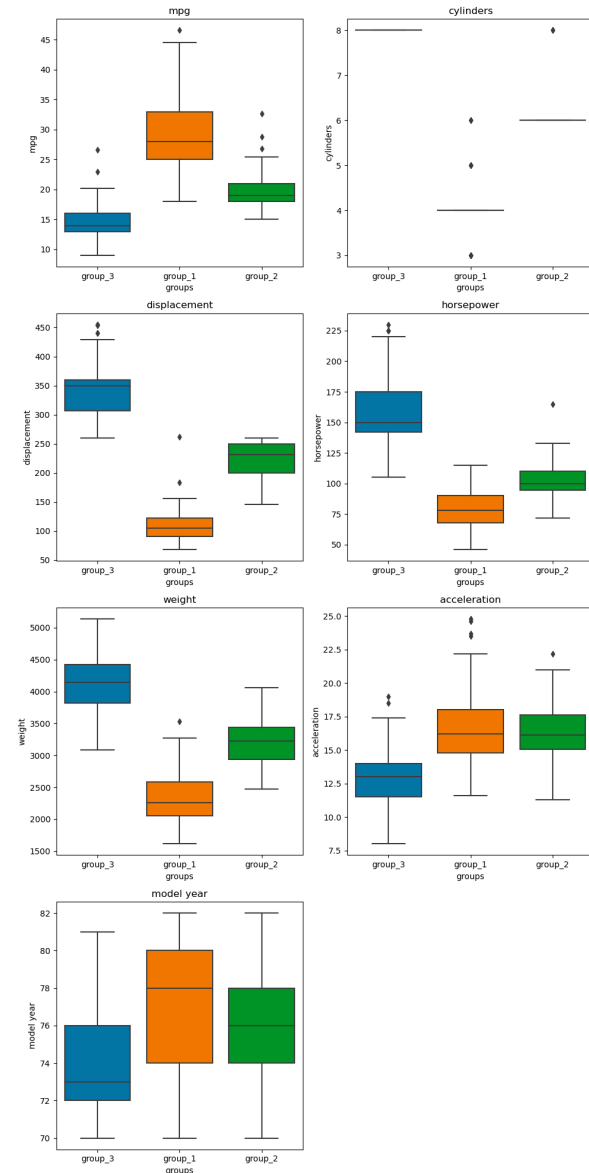 mpg
45
40
35
30
25
20
15
10
mpg
group_3 group_1 group_2
groups
cylinders
8
7
6
5
4
3
cylinders
group_3 group_1 group_2
groups
displacement
450
400
350
300
250
200
150
100
50
displacement
group_3 group_1 group_2
groups
horsepower
225
200
175
150
125
100
75
50
horsepower
group_3 group_1 group_2
groups
weight
5000
4500
4000
3500
3000
2500
2000
1500
weight
group_3 group_1 group_2
groups
acceleration
25.0
22.5
20.0
17.5
15.0
12.5
10.0
7.5
acceleration
group_3 group_1 group_2
groups
model year
82
80
78
76
74
72
70
model year
group_3 group_1 group_2
groups